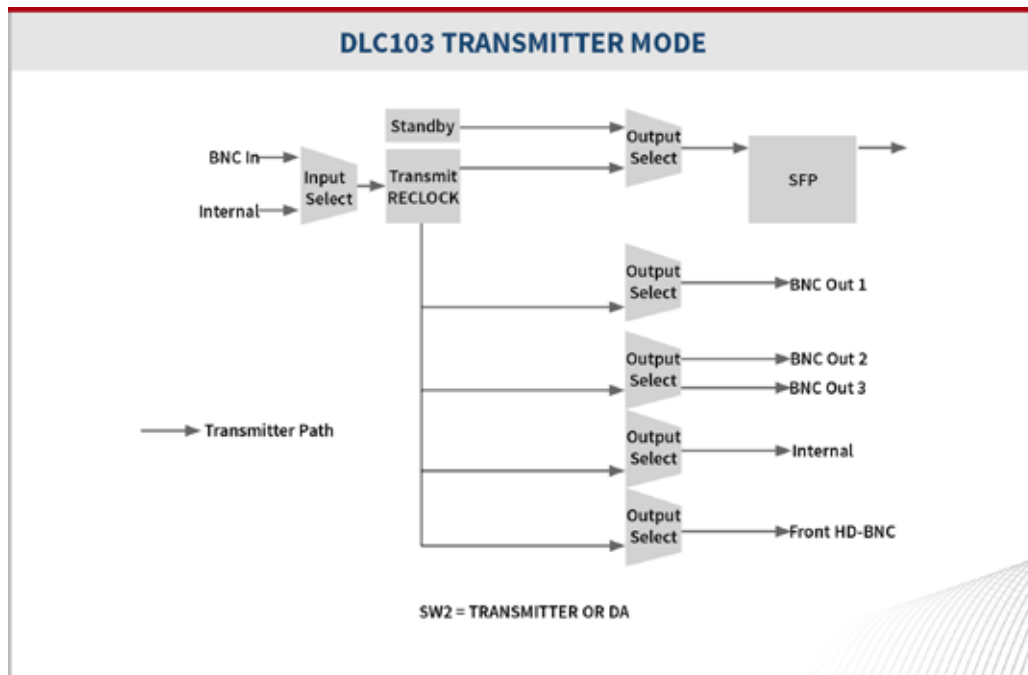 DLC103 TRANSMITTER MODE
Standby
Output
Select
BNC In
Input
Select
Transmit
RECLOCK
SFP
Internal
Output
Select
BNC Out 1
Output
Select
BNC Out 2
BNC Out 3
Transmitter Path
Output
Select
Internal
Output
Select
Front HD-BNC
SW2 = TRANSMITTER OR DA